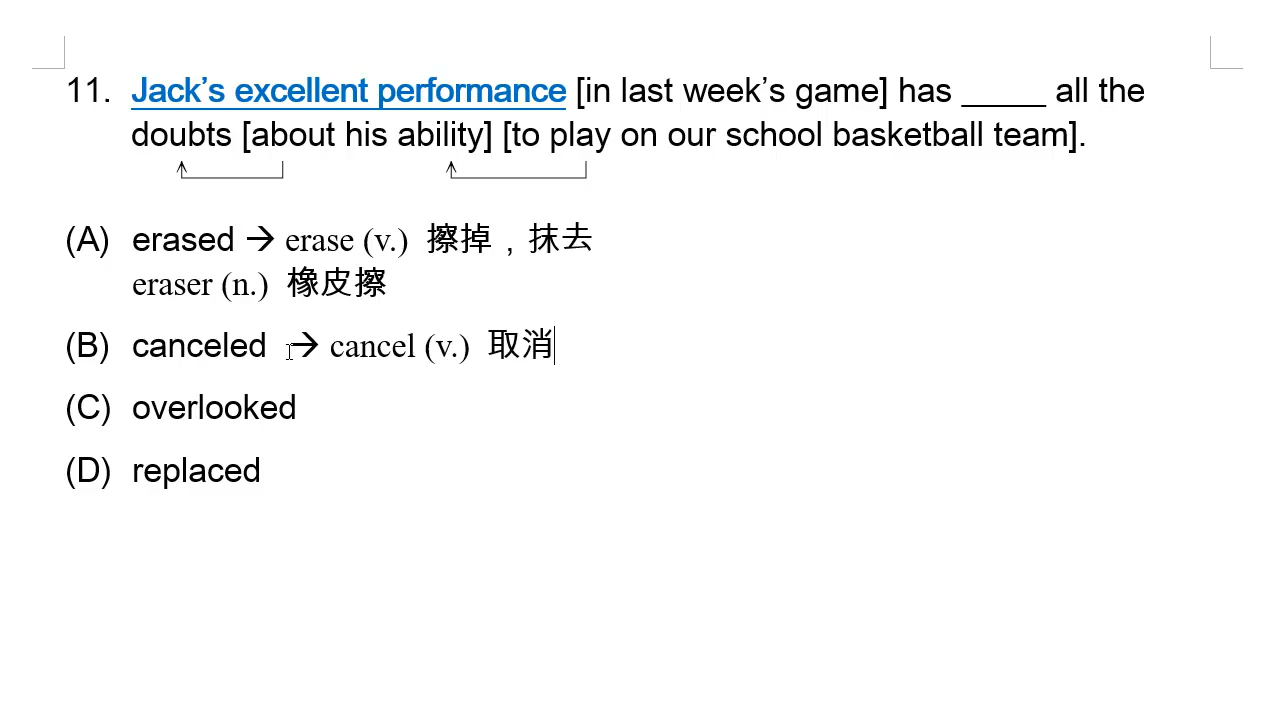 11. Jack’s excellent performance [in last week’s game] has _____ all the
doubts [about his ability] [to play on our school basketball team].
(A) erased → erase (v.) 擦掉，抹去
eraser (n.) 橡皮擦
(B) canceled → cancel (v.) 取消
(C) overlooked
(D) replaced